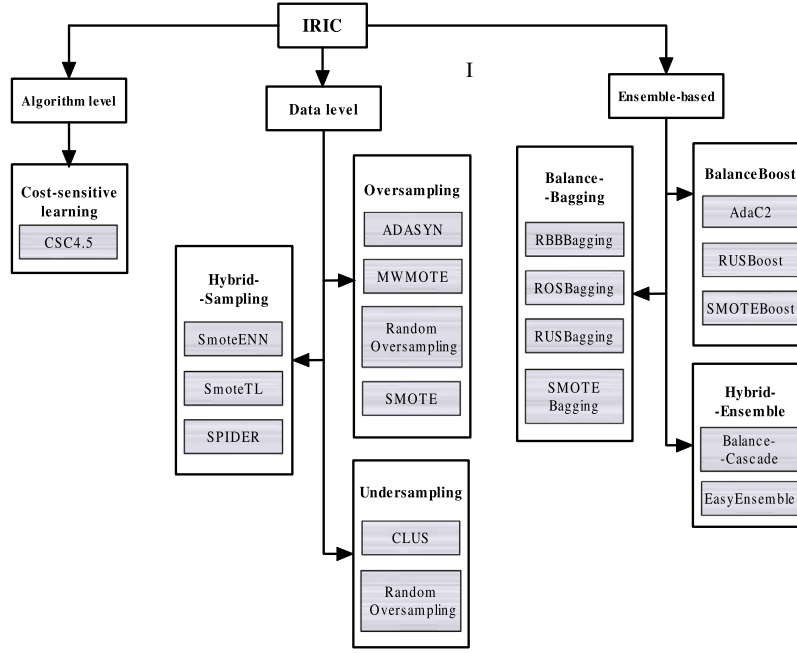 IRIC
I
Algorithm level
Data level
Ensemble-based
Cost-sensitive
learning
CSC4.5
Hybrid-
-Sampling
SmoteENN
SmoteTL
SPIDER
Oversampling
ADASYN
MWMOTE
Random
Oversampling
SMOTE
Undersampling
CLUS
Random
Oversampling
Balance-
-Bagging
RBBBagging
ROSBagging
RUSBagging
SMOTE
Bagging
BalanceBoost
AdaC2
RUSBoost
SMOTEBoost
Hybrid-
-Ensemble
Balance-
-Cascade
EasyEnsemble